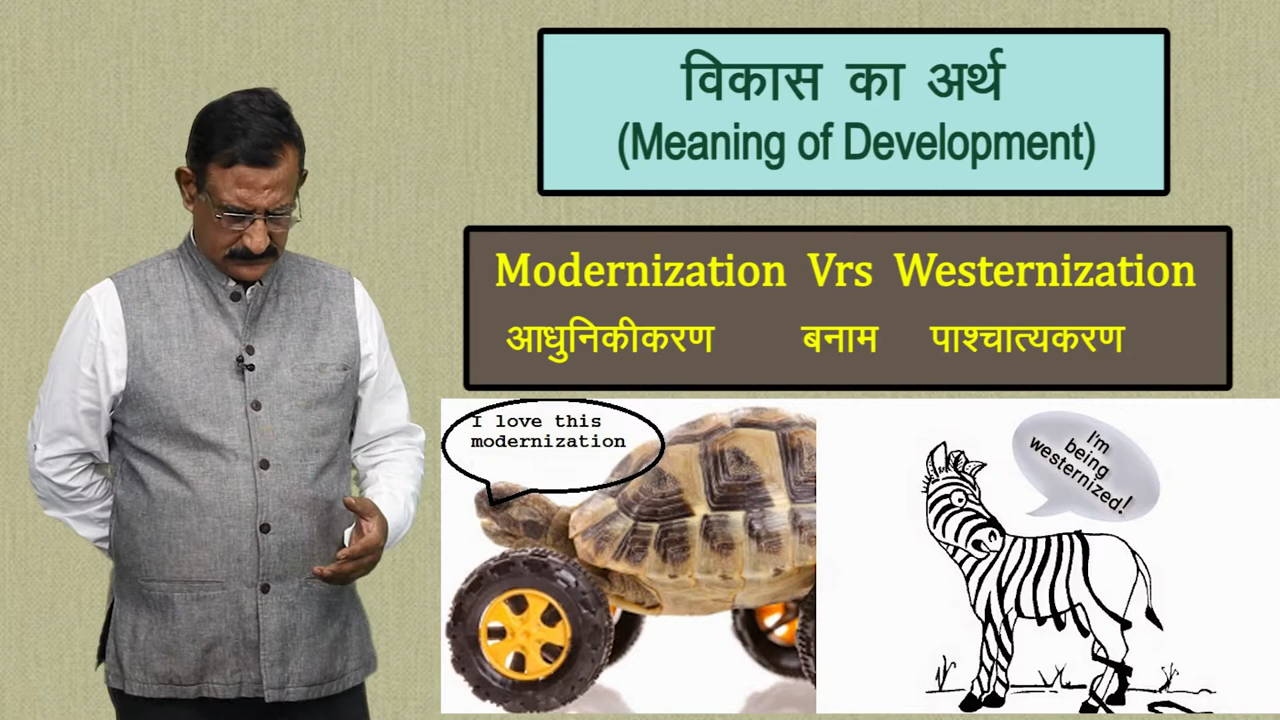 विकास का अर्थ
(Meaning of Development)
Modernization Vrs Westernization
आधुनिकीकरण बनाम पाश्चात्यकरण
I love this
modernization
I'm
being
westernized!